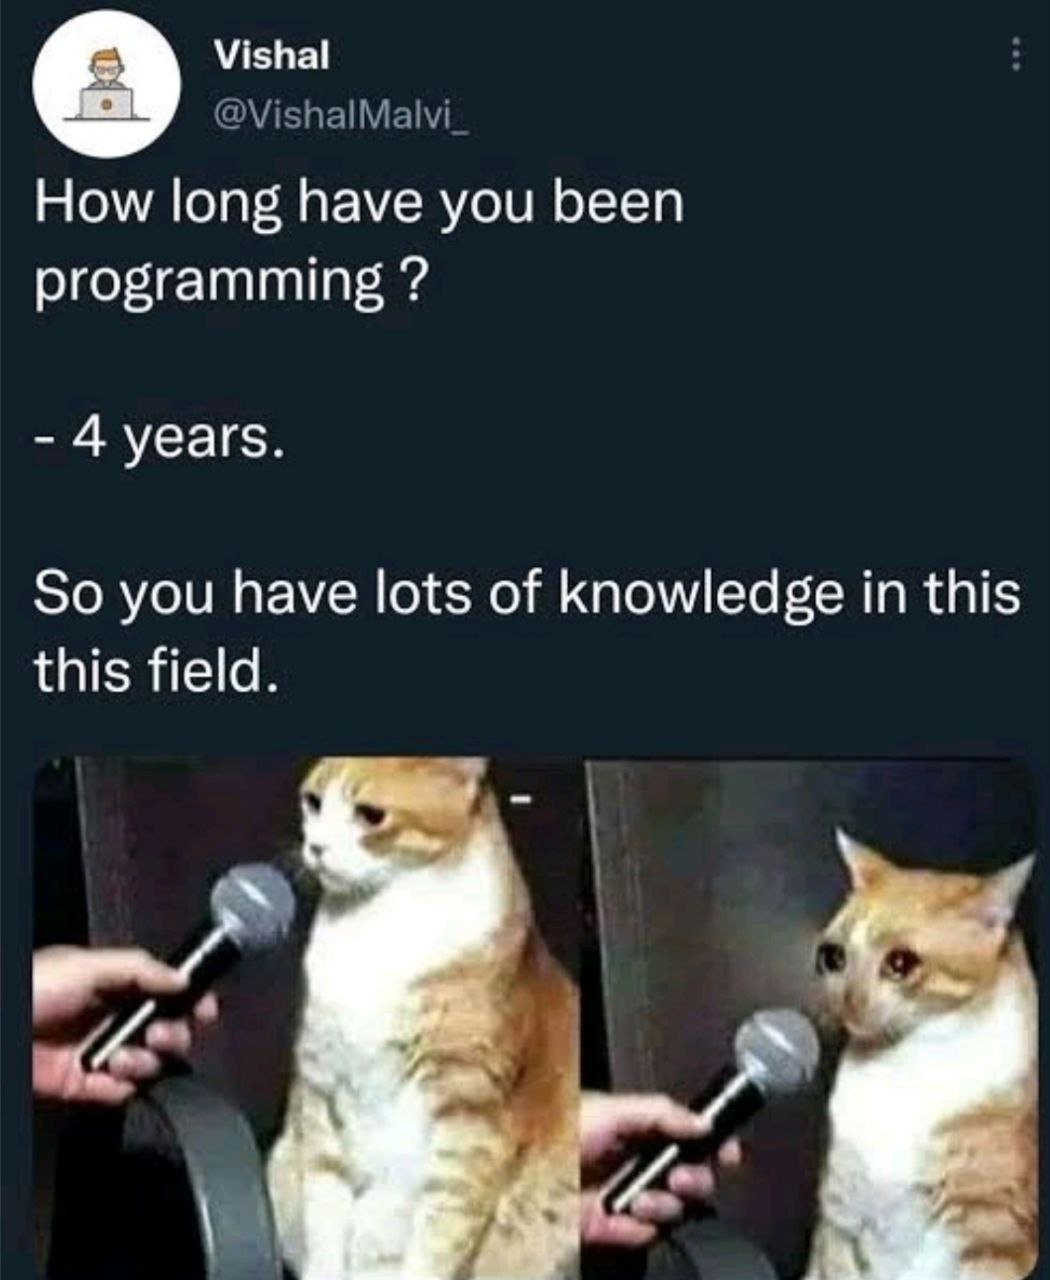 Vishal
@VishalMalvi_
How long have you been
programming ?
- 4 years.
So you have lots of knowledge in this
this field.
-